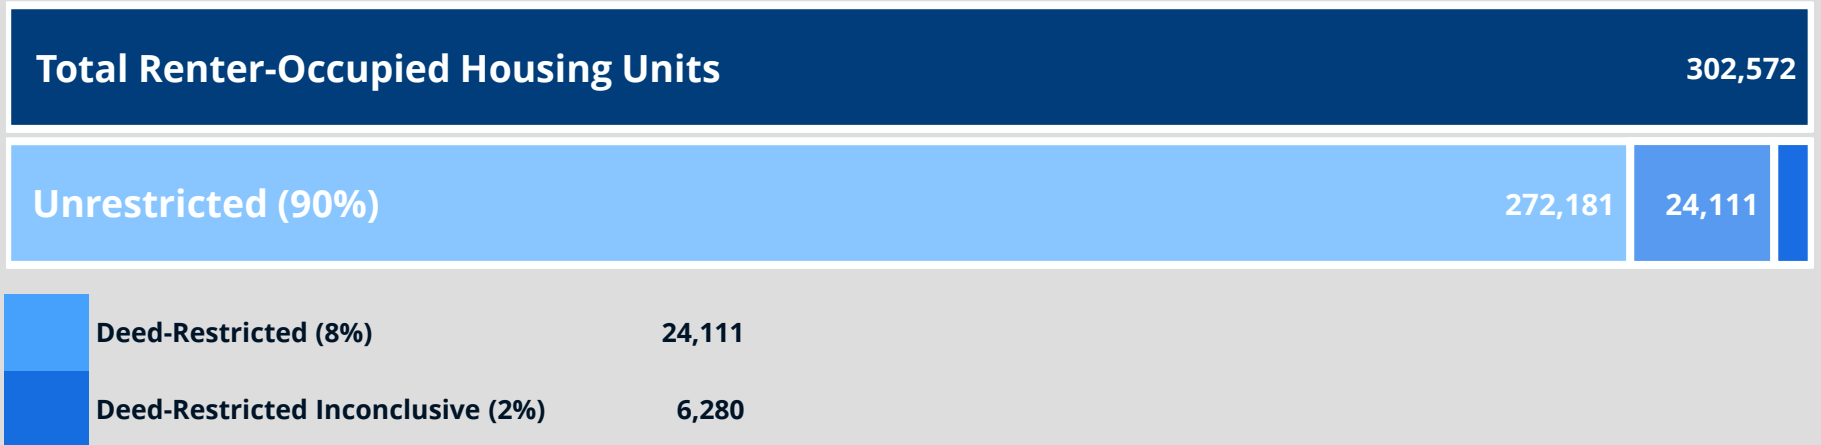 Total Renter-Occupied Housing Units 302,572
Unrestricted (90%) 272,181 24,111
Deed-Restricted (8%) 24,111
Deed-Restricted Inconclusive (2%) 6,280